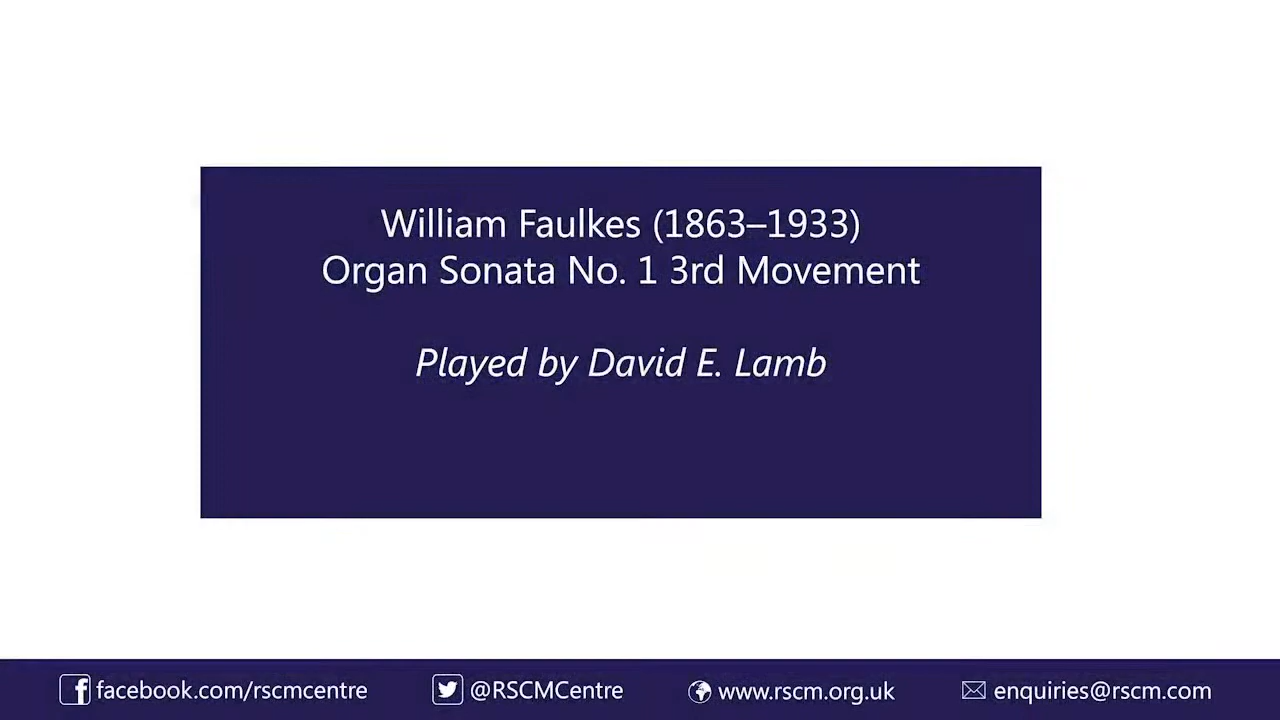 William Faulkes (1863–1933)
Organ Sonata No. 1 3rd Movement
Played by David E. Lamb
facebook.com/rscmcentre @RSCMCentre www.rscm.org.uk enquiries@rscm.com